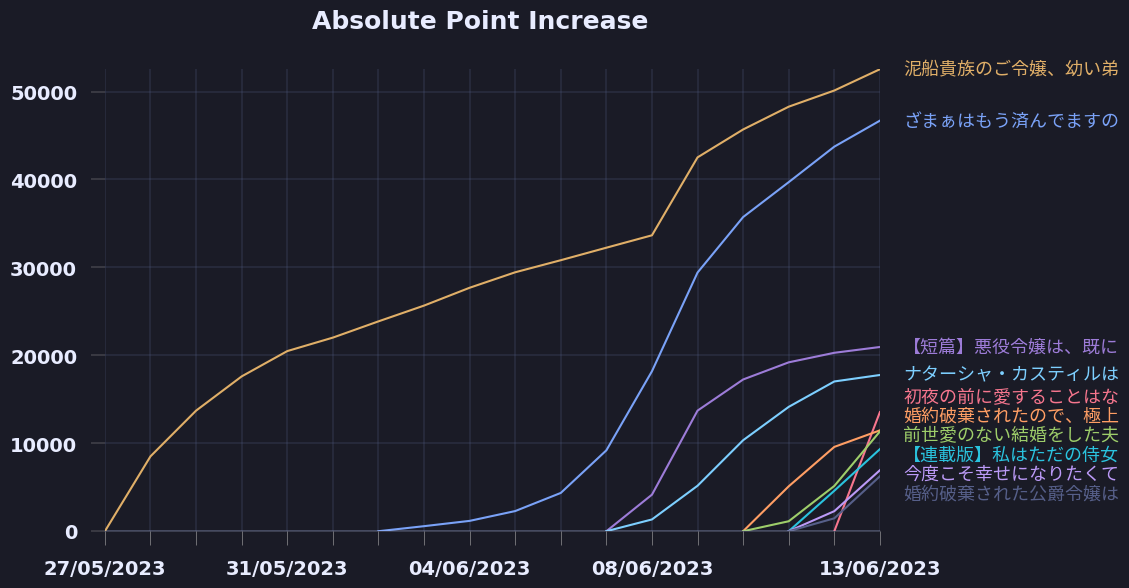 Absolute Point Increase
50000
40000
30000
20000
10000
0
27/05/2023
31/05/2023
04/06/2023
08/06/2023
13/06/2023
泥船貴族のご令嬢、幼い弟
ざまぁはもう済んでますの
【短篇】悪役令嬢は、既に
ナターシャ・カスティルは
初夜の前に愛することはな
婚約破棄されたので、極上
前世愛のない結婚をした夫
【連載版】私はただの侍女
今度こそ幸せになりたくて
婚約破棄された公爵令嬢は